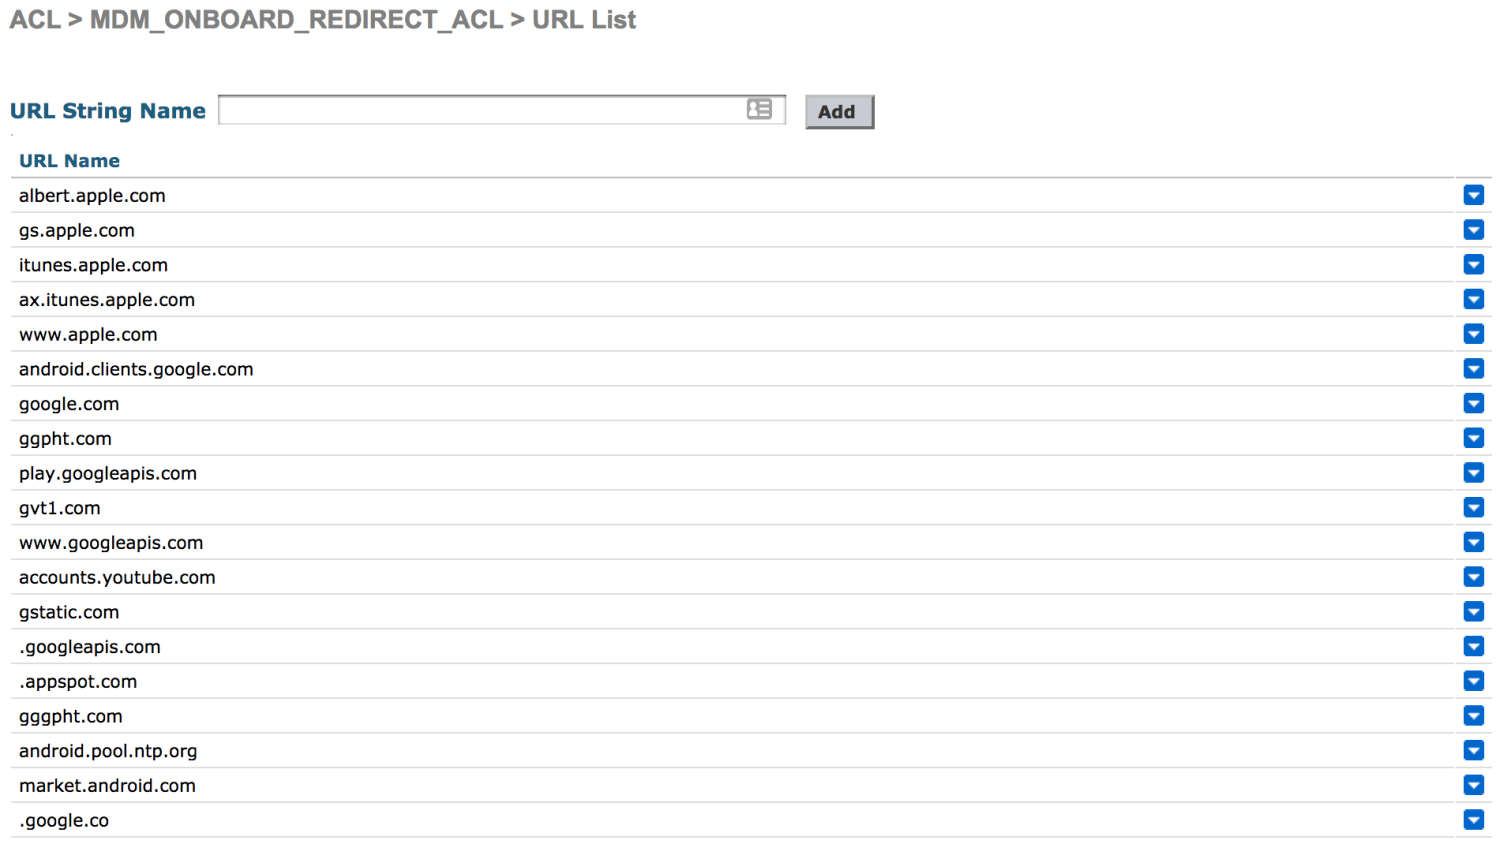 ACL > MDM_ONBOARD_REDIRECT_ACL > URL List
URL String Name Add
URL Name
albert.apple.com
gs.apple.com
itunes.apple.com
ax.itunes.apple.com
www.apple.com
android.clients.google.com
google.com
ggpht.com
play.googleapis.com
gvt1.com
www.googleapis.com
accounts.youtube.com
gstatic.com
.googleapis.com
.appspot.com
gggpht.com
android.pool.ntp.org
market.android.com
.google.co